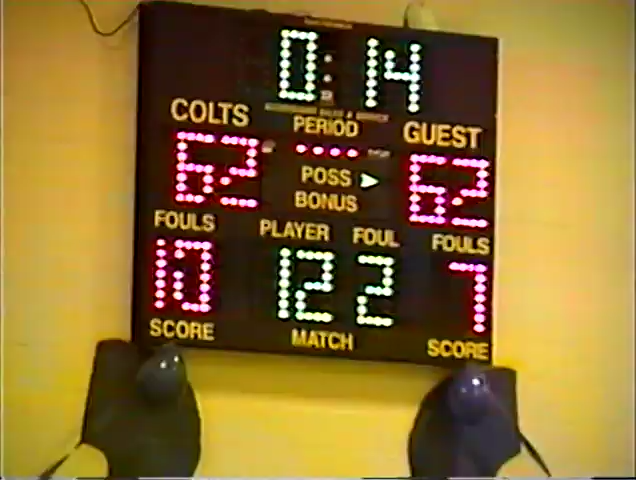 0:14
COLTS PERIOD GUEST
62 62
POSS
BONUS
FOULS PLAYER FOUL FOULS
10 12 2 7
SCORE MATCH SCORE